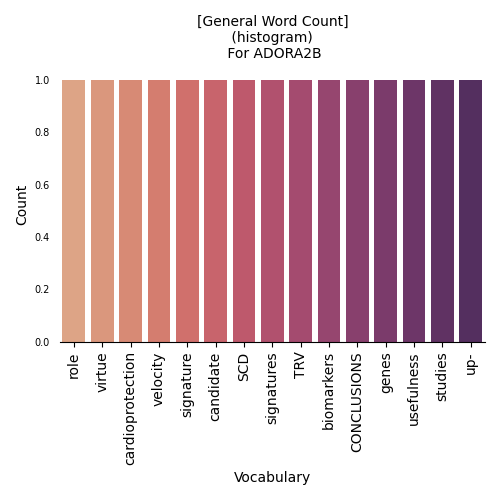 [General Word Count]
(histogram)
For ADORA2B
1.0
0.8
0.6
0.4
0.2
0.0
Count
role
virtue
cardioprotection
velocity
signature
candidate
SCD
signatures
TRV
biomarkers
CONCLUSIONS
genes
usefulness
studies
up-
Vocabulary